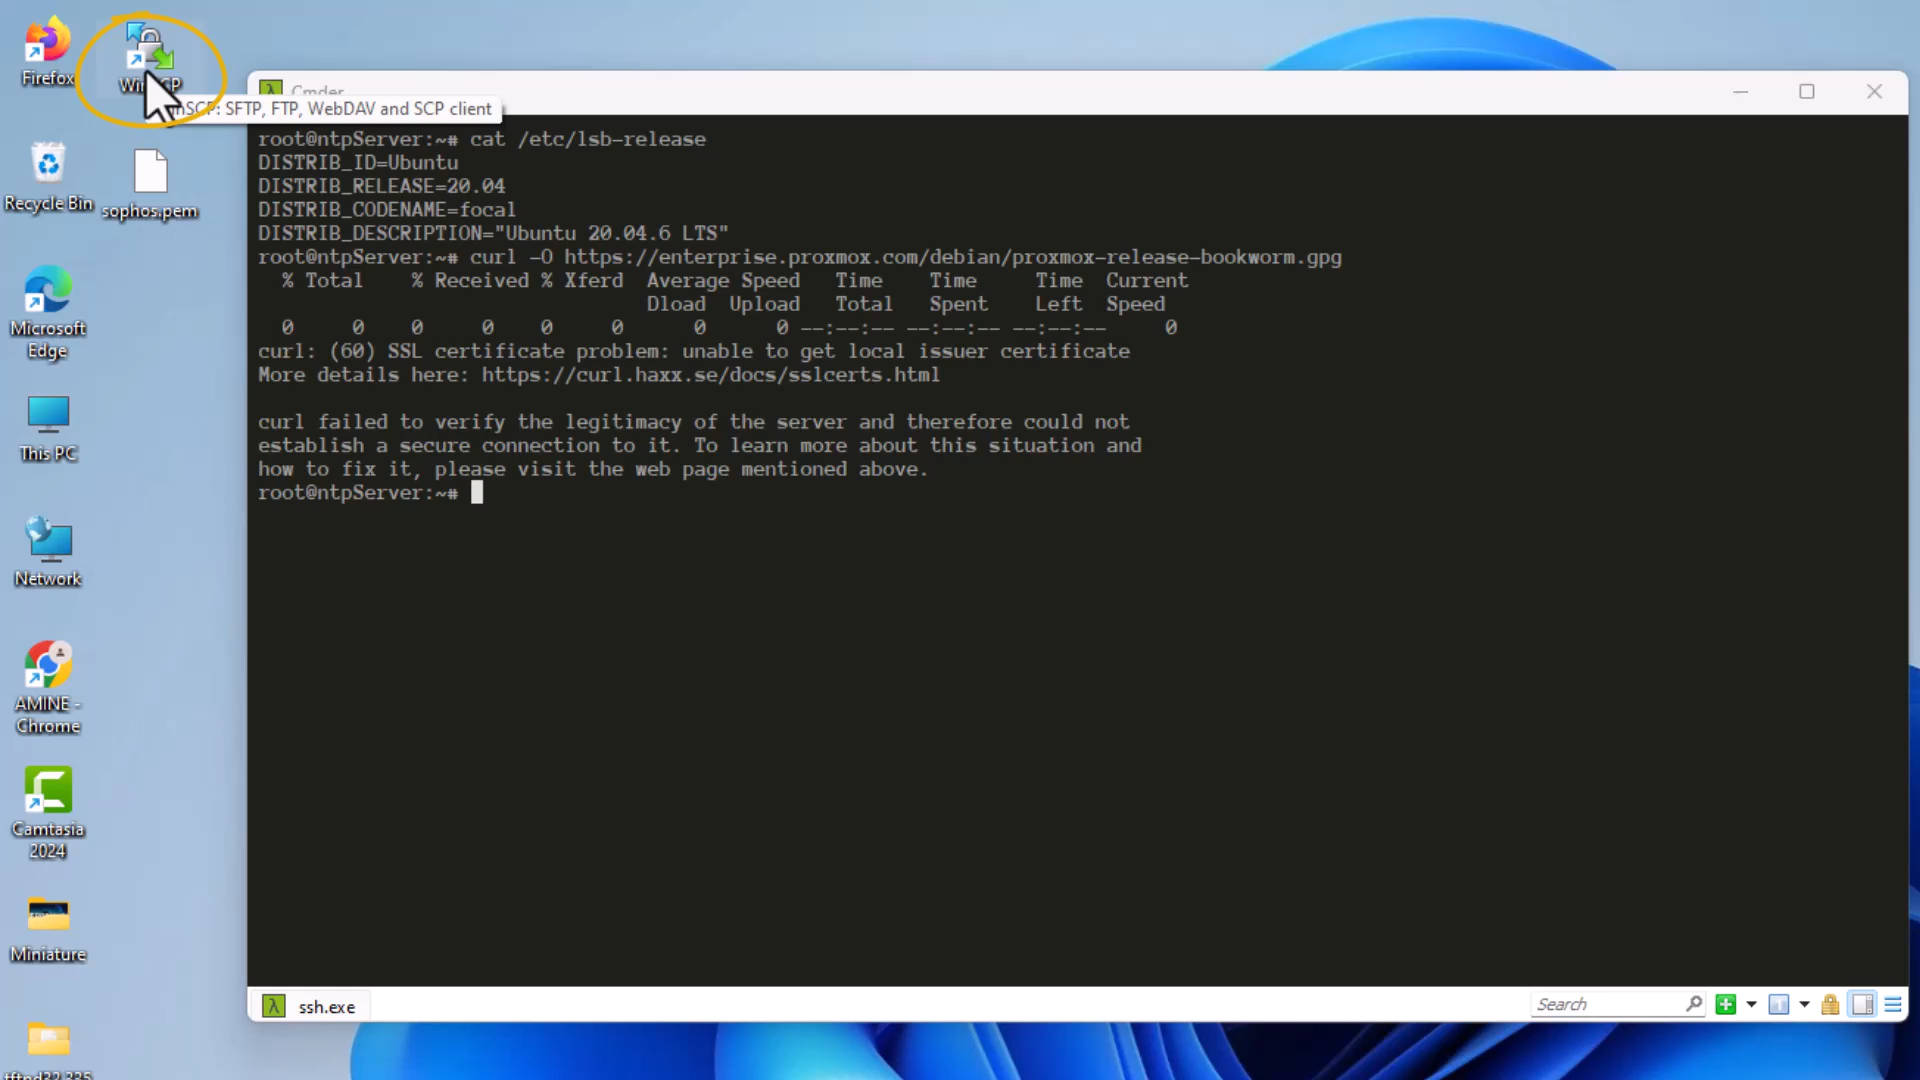 Firefox
Recycle Bin
sophos.pem
Microsoft
Edge
This PC
Network
AMINE -
Chrome
Camtasia
2024
Miniature
Cmder
SCP: SFTP, FTP, WebDAV and SCP client
root@ntpServer:~# cat /etc/lsb-release
DISTRIB_ID=Ubuntu
DISTRIB_RELEASE=20.04
DISTRIB_CODENAME=focal
DISTRIB_DESCRIPTION="Ubuntu 20.04.6 LTS"
root@ntpServer:~# curl -O https://enterprise.proxmox.com/debian/proxmox-release-bookworm.gpg
% Total % Received % Xferd Average Speed Time Time Time Current
Dload Upload Total Spent Left Speed
0 0 0 0 0 0 0 0 --:--:-- --:--:-- --:--:-- 0
curl: (60) SSL certificate problem: unable to get local issuer certificate
More details here: https://curl.haxx.se/docs/sslcerts.html
curl failed to verify the legitimacy of the server and therefore could not
establish a secure connection to it. To learn more about this situation and
how to fix it, please visit the web page mentioned above.
root@ntpServer:~#
ssh.exe
Search